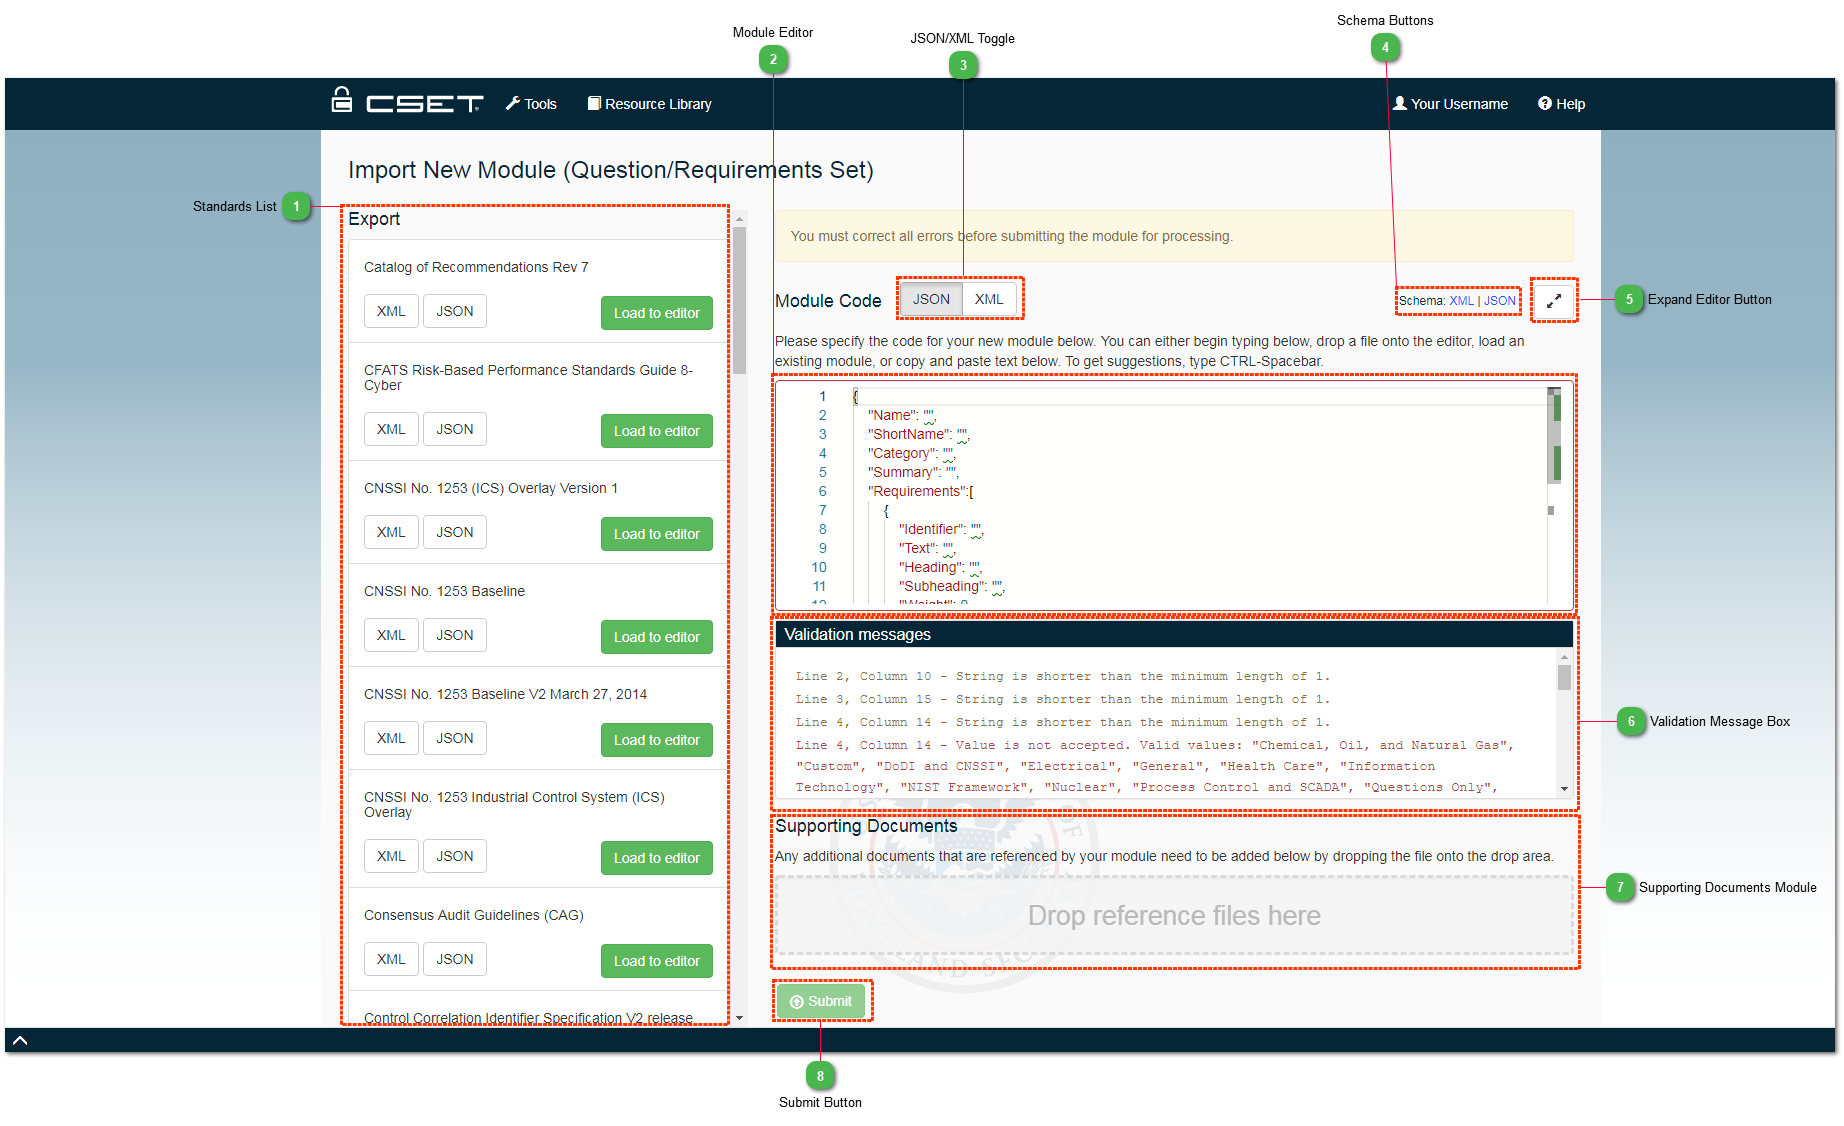 Schema Buttons
4
Module Editor
2
JSON/XML Toggle
3
CSET
Tools
Resource Library
Your Username
Help
Import New Module (Question/Requirements Set)
Standards List
1
Export
Catalog of Recommendations Rev 7
XML
JSON
Load to editor
CFATS Risk-Based Performance Standards Guide 8-
Cyber
XML
JSON
Load to editor
CNSSI No. 1253 (ICS) Overlay Version 1
XML
JSON
Load to editor
CNSSI No. 1253 Baseline
XML
JSON
Load to editor
CNSSI No. 1253 Baseline V2 March 27, 2014
XML
JSON
Load to editor
CNSSI No. 1253 Industrial Control System (ICS)
Overlay
XML
JSON
Load to editor
Consensus Audit Guidelines (CAG)
XML
JSON
Load to editor
Control Correlation Identifier Specification V2 release
You must correct all errors before submitting the module for processing.
Module Code
JSON
XML
Schema: XML | JSON
5
Expand Editor Button
Please specify the code for your new module below. You can either begin typing below, drop a file onto the editor, load an
existing module, or copy and paste text below. To get suggestions, type CTRL-Spacebar.
1 {
2 "Name": "",
3 "ShortName": "",
4 "Category": "",
5 "Summary": "",
6 "Requirements":[
7 {
8 "Identifier": "",
9 "Text": "",
10 "Heading": "",
11 "Subheading": "",
12 "Weight": 0,
Validation messages
Line 2, Column 10 - String is shorter than the minimum length of 1.
Line 3, Column 15 - String is shorter than the minimum length of 1.
Line 4, Column 14 - String is shorter than the minimum length of 1.
Line 4, Column 14 - Value is not accepted. Valid values: "Chemical, Oil, and Natural Gas",
"Custom", "DoDI and CNSSI", "Electrical", "General", "Health Care", "Information
Technology", "NIST Framework", "Nuclear", "Process Control and SCADA", "Questions Only",
6
Validation Message Box
Supporting Documents
Any additional documents that are referenced by your module need to be added below by dropping the file onto the drop area.
Drop reference files here
7
Supporting Documents Module
Submit
8
Submit Button